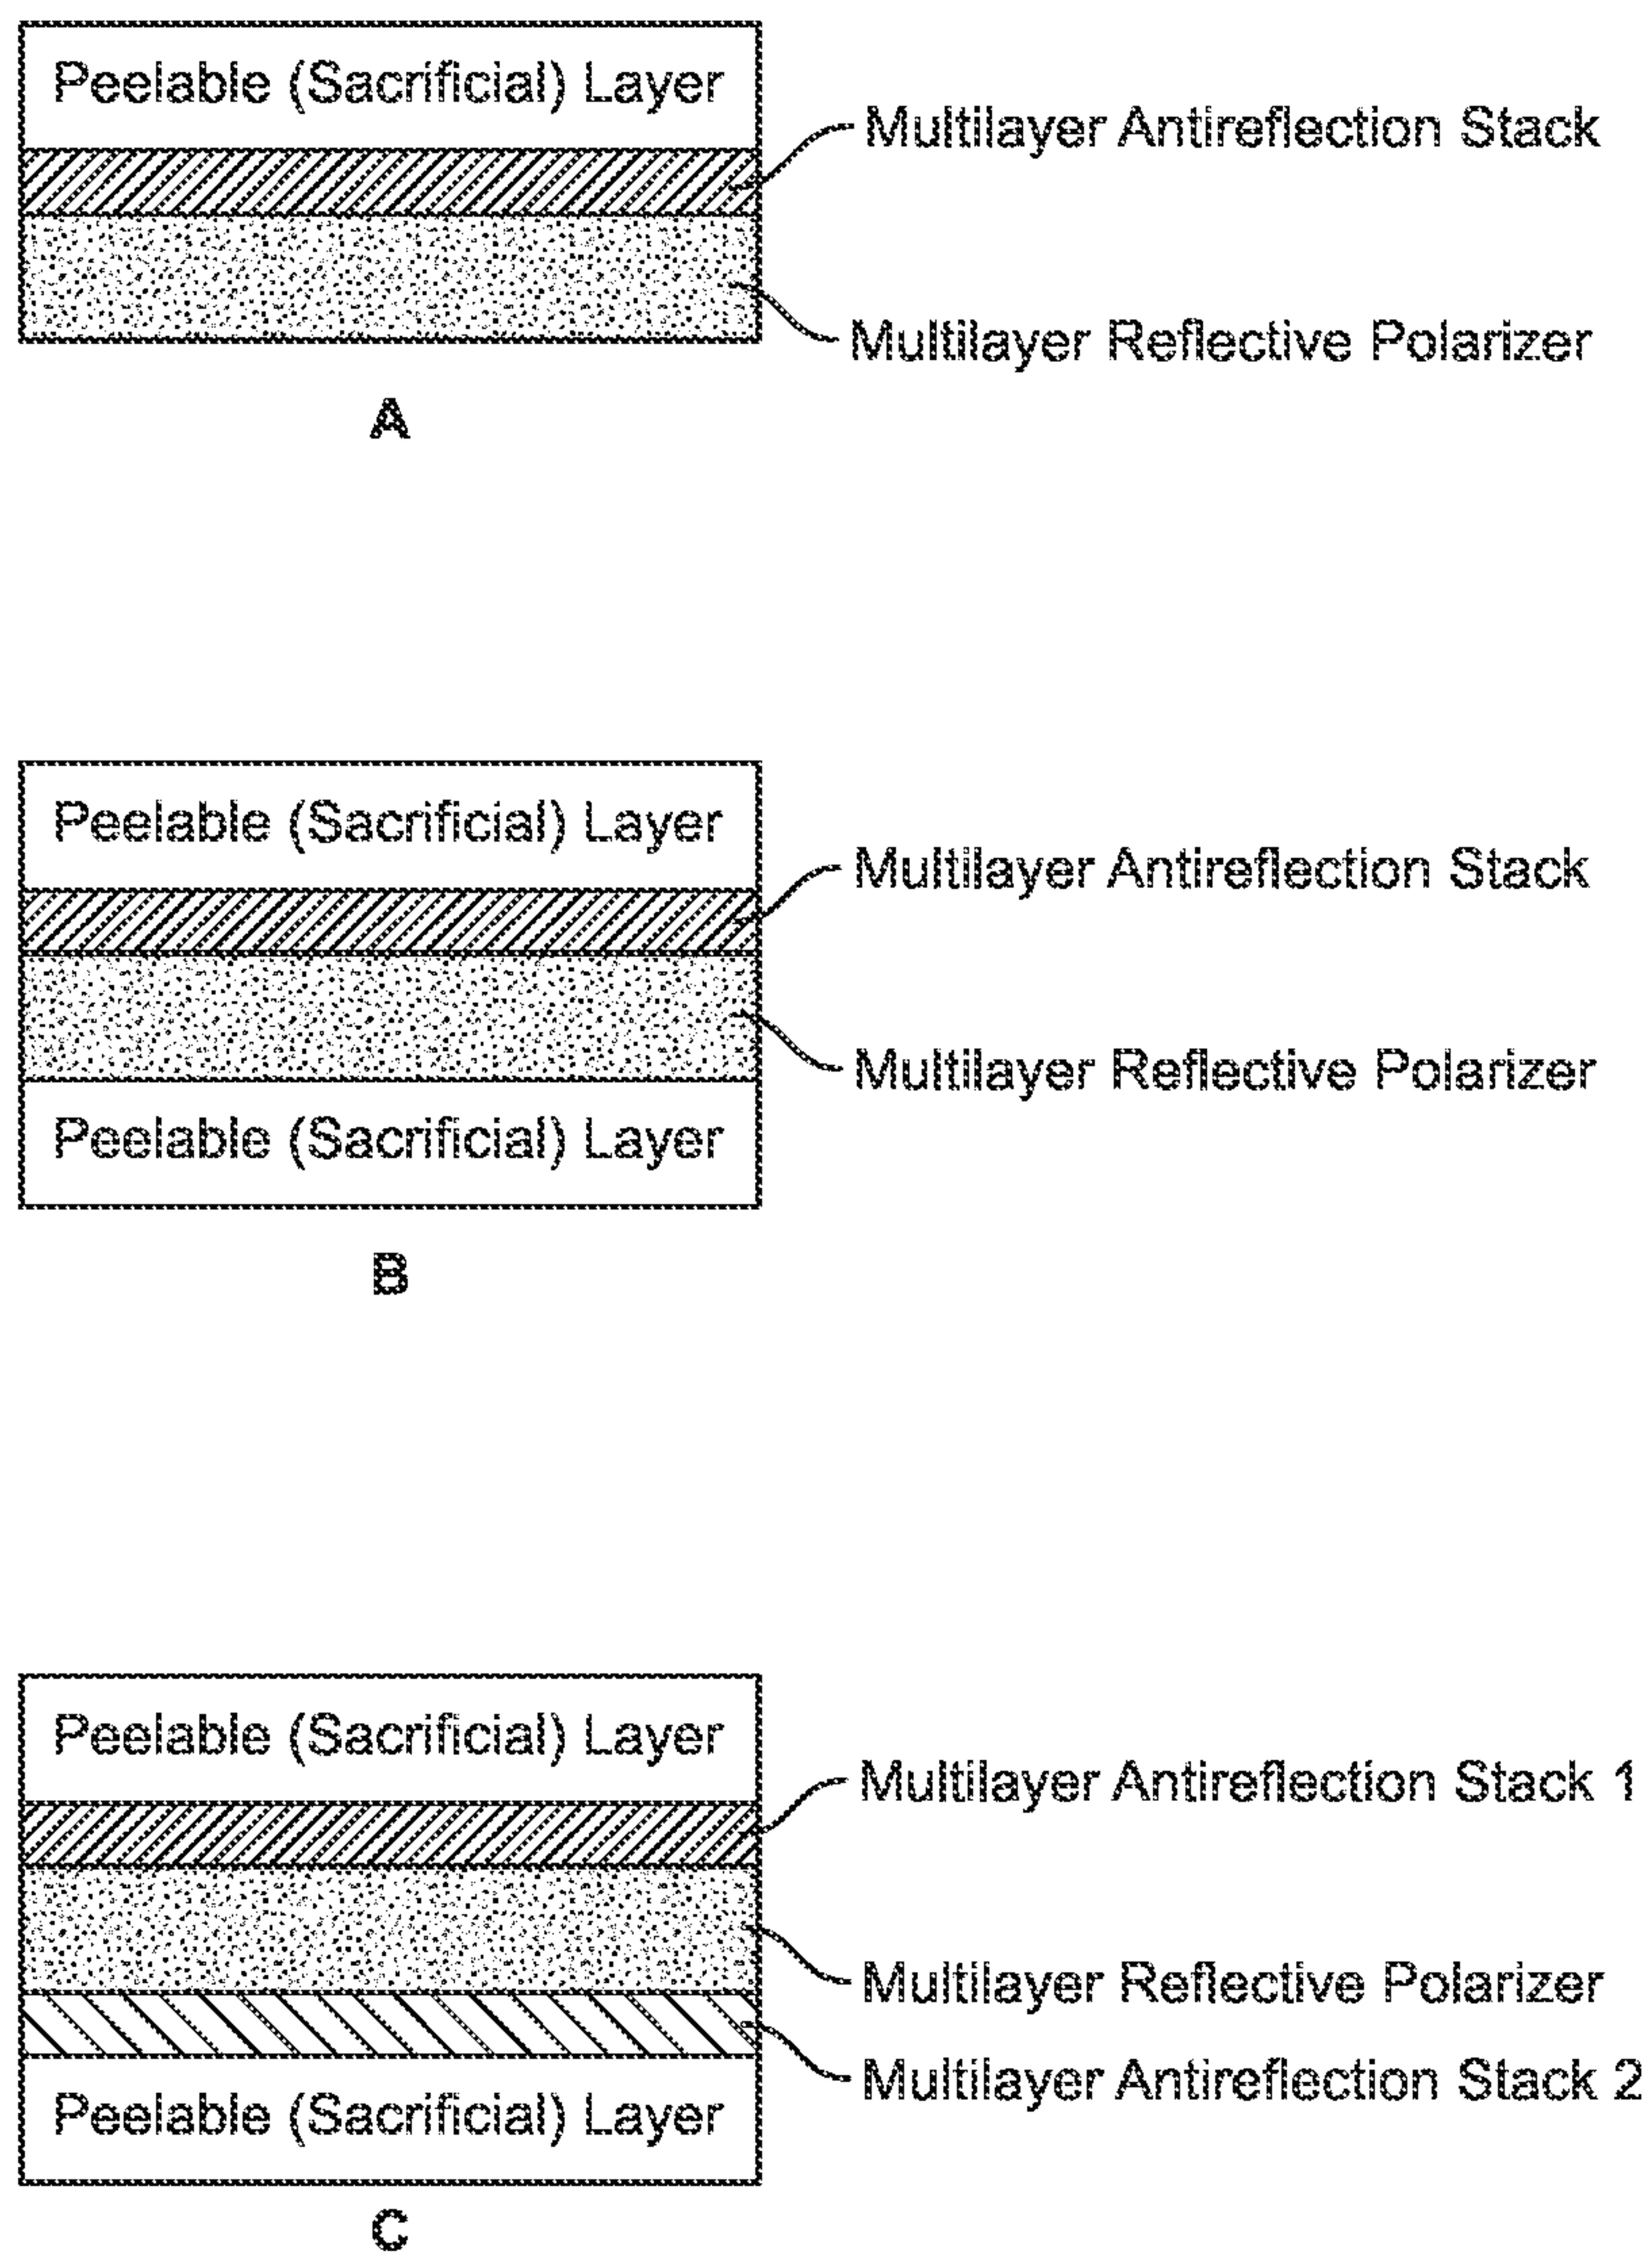 Peelable (Sacrificial) Layer
Multilayer Antireflection Stack
Multilayer Reflective Polarizer
A
Peelable (Sacrificial) Layer
Multilayer Antireflection Stack
Multilayer Reflective Polarizer
Peelable (Sacrificial) Layer
B
Peelable (Sacrificial) Layer
Multilayer Antireflection Stack 1
Multilayer Reflective Polarizer
Multilayer Antireflection Stack 2
Peelable (Sacrificial) Layer
C